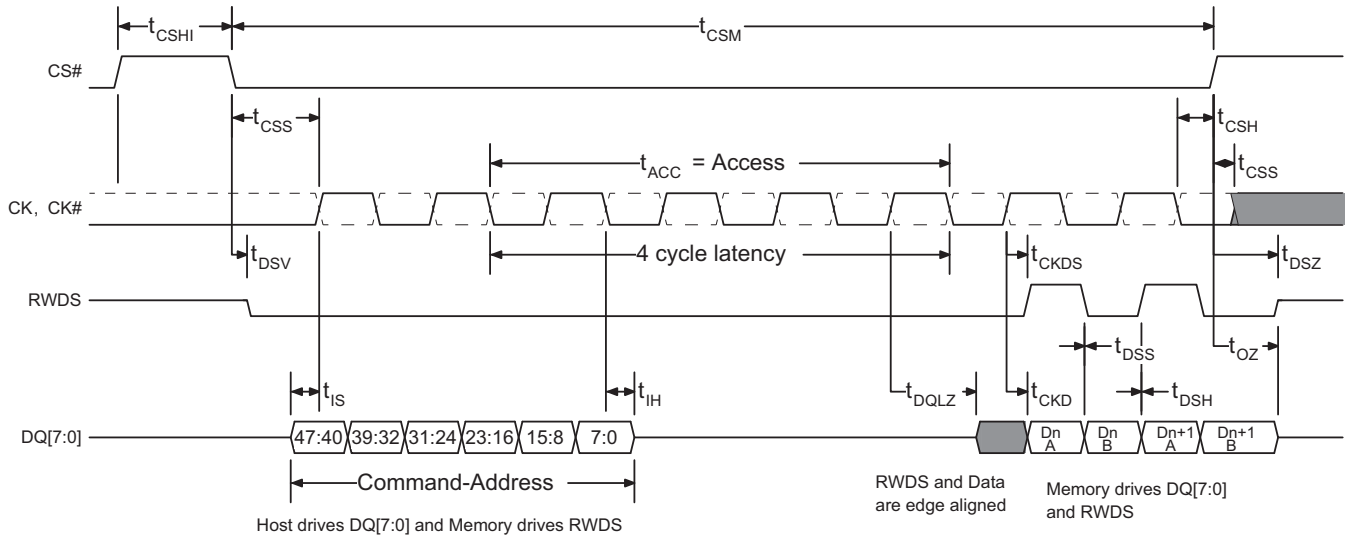 tCSHI
tCSM
CS#
tCSS
tCSH
tACC = Access
tCSS
CK, CK#
tDSV
4 cycle latency
tCKDS
tDSZ
RWDS
tDSS
tOZ
tIS
tIH
tDQLZ
tCKD
tDSH
DQ[7:0]
47:40 39:32 31:24 23:16 15:8 7:0
Dn A
Dn B
Dn+1 A
Dn+1 B
Command-Address
RWDS and Data
are edge aligned
Memory drives DQ[7:0]
and RWDS
Host drives DQ[7:0] and Memory drives RWDS